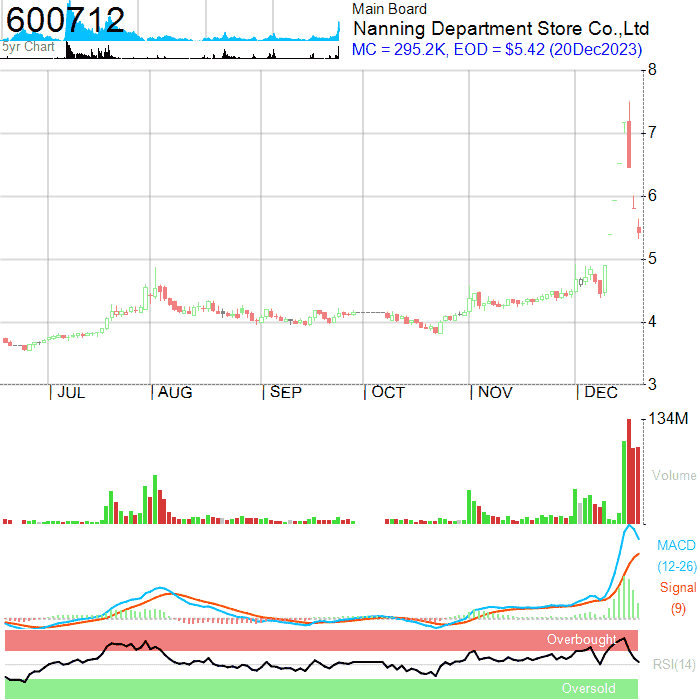 600712
5yr Chart
Main Board
Nanning Department Store Co.,Ltd
MC = 295.2K, EOD = $5.42 (20Dec2023)
8
7
6
5
4
3
JUL AUG SEP OCT NOV DEC
134M
Volume
MACD
(12-26)
Signal
(9)
Overbought
RSI(14)
Oversold